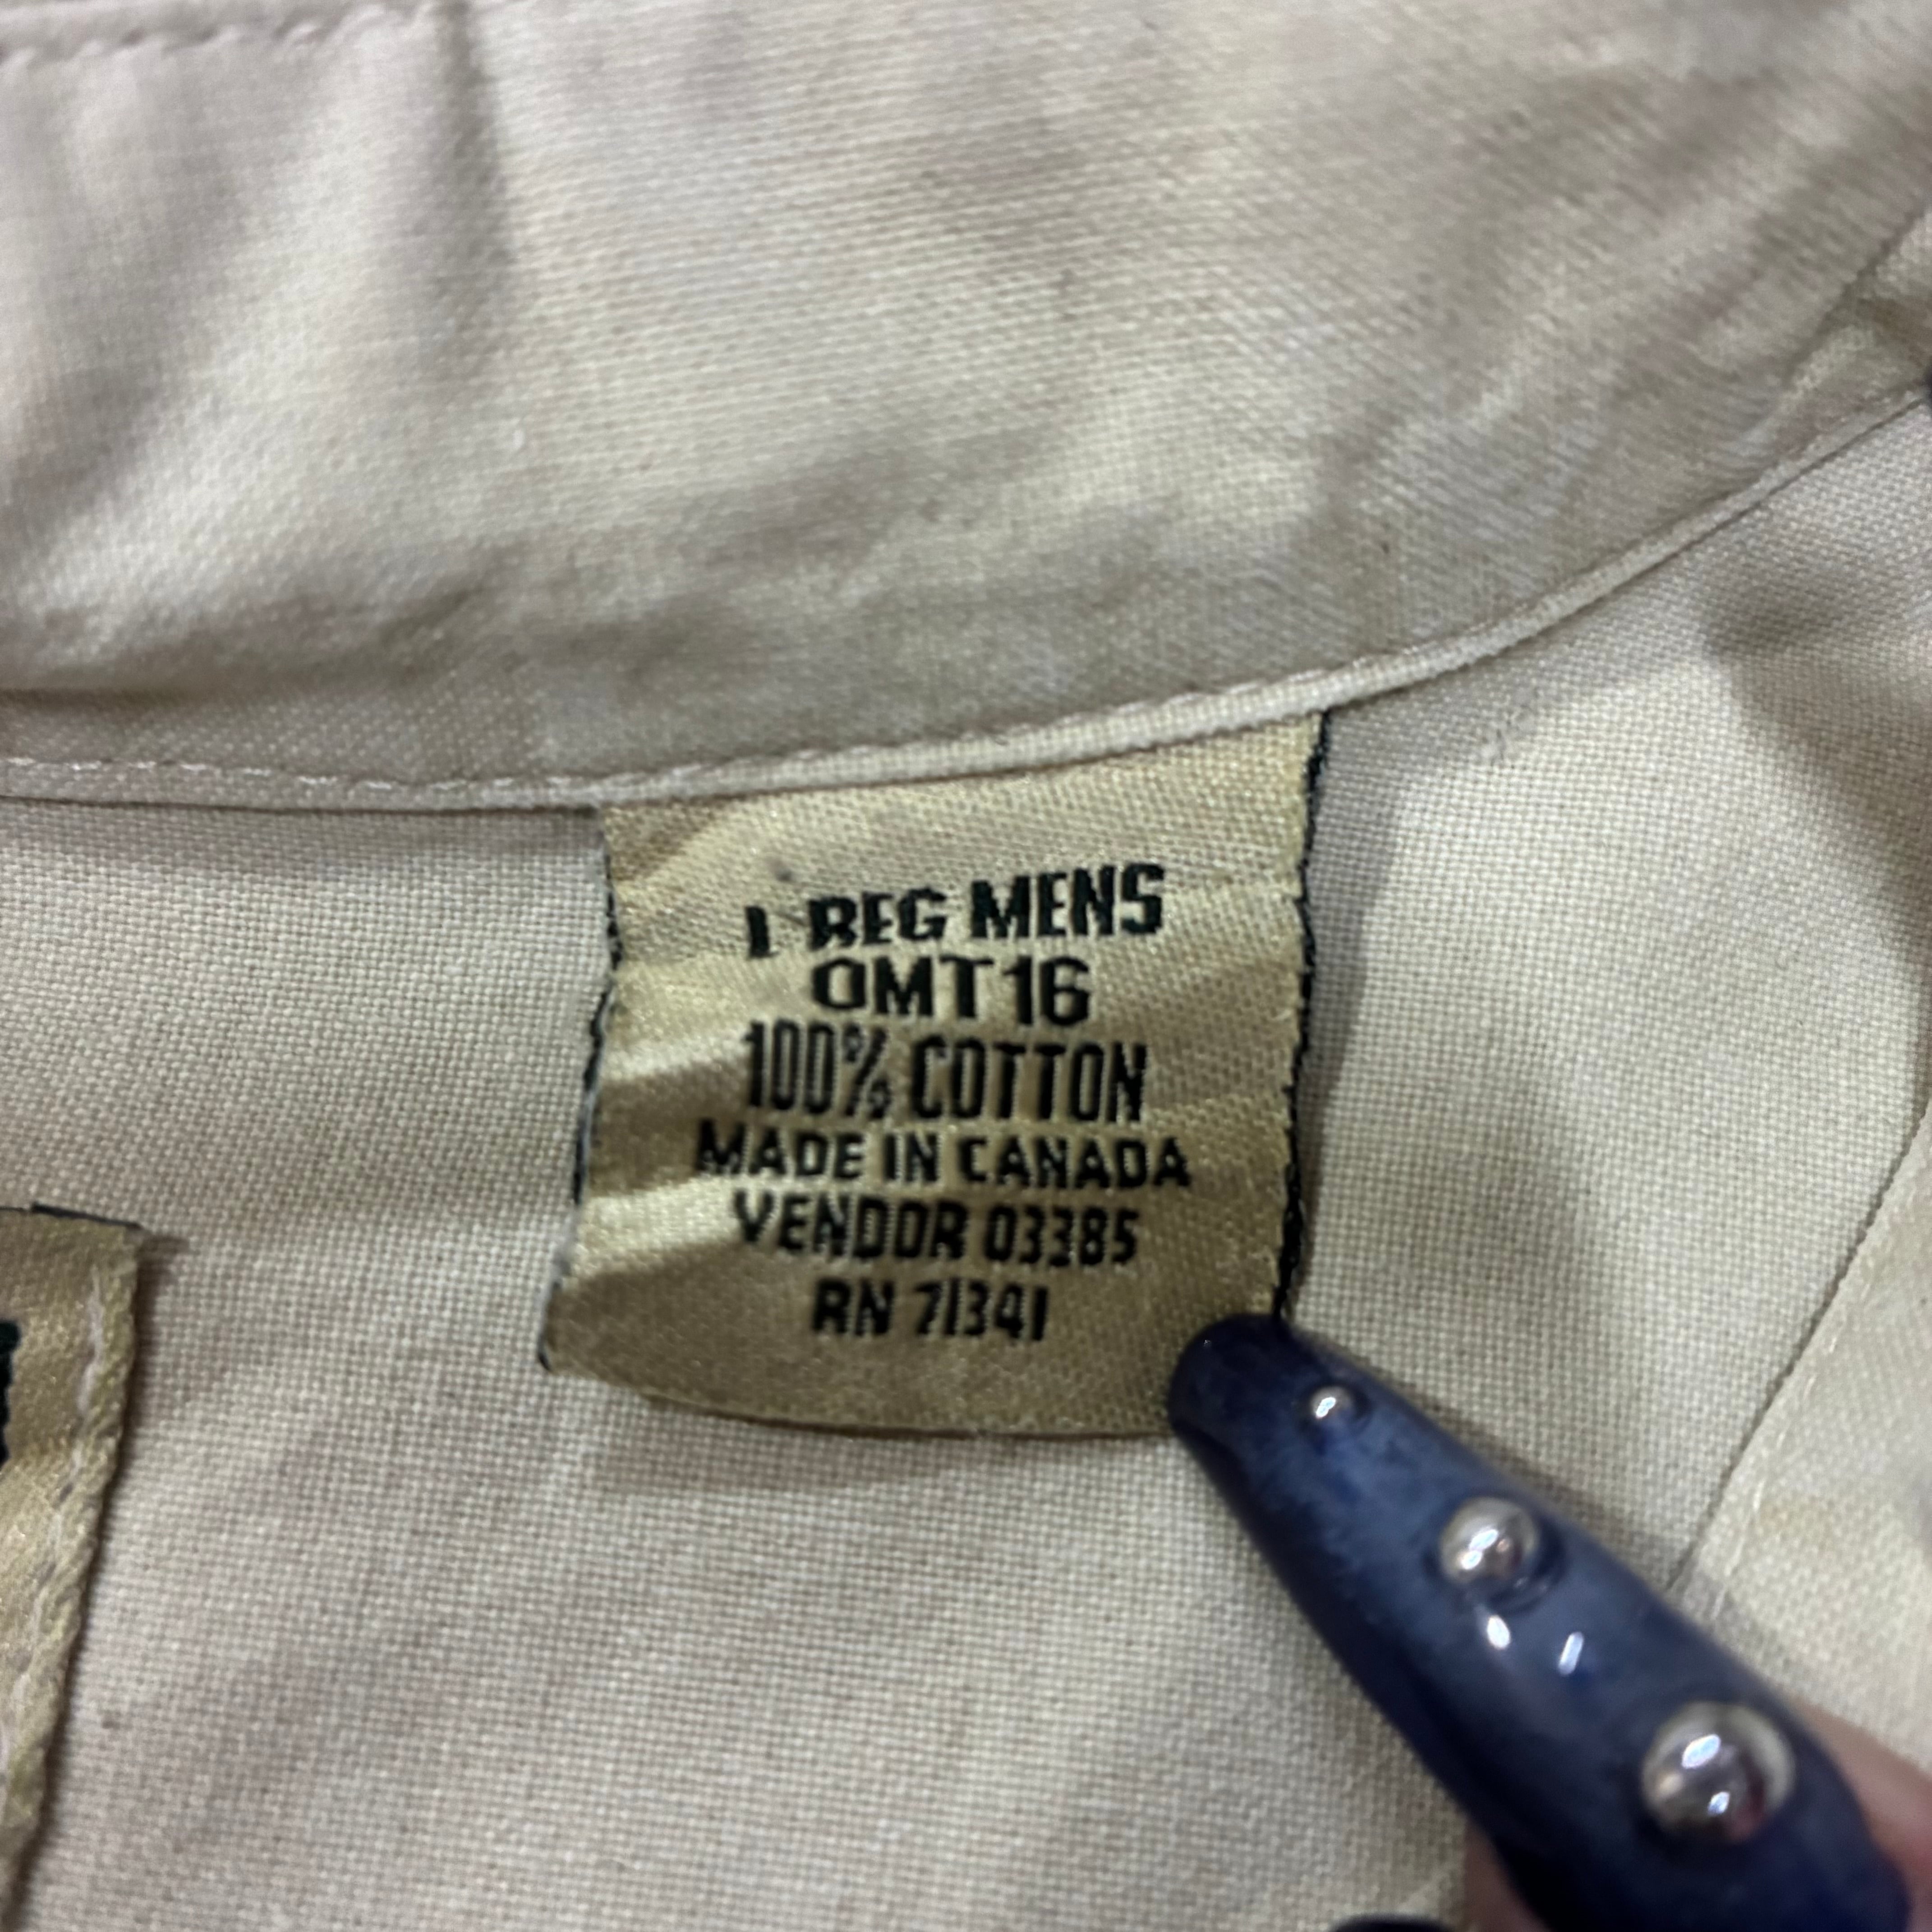 L REG MENS
OMT16
100% COTTON
MADE IN CANADA
VENDOR 03385
RN 71341